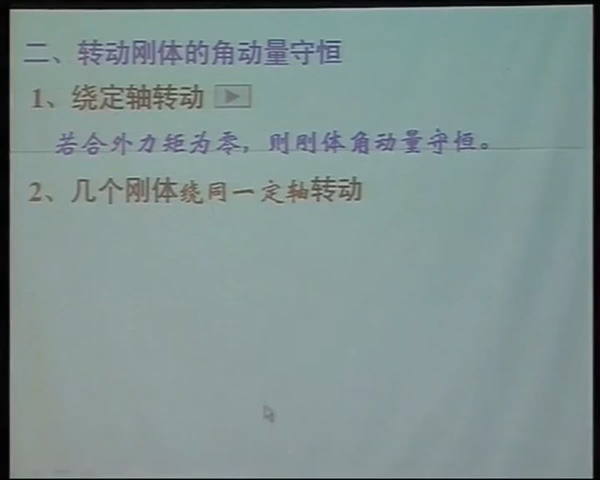 二、转动刚体的角动量守恒
1、绕定轴转动
若合外力矩为零，则刚体角动量守恒。
2、几个刚体绕同一定轴转动